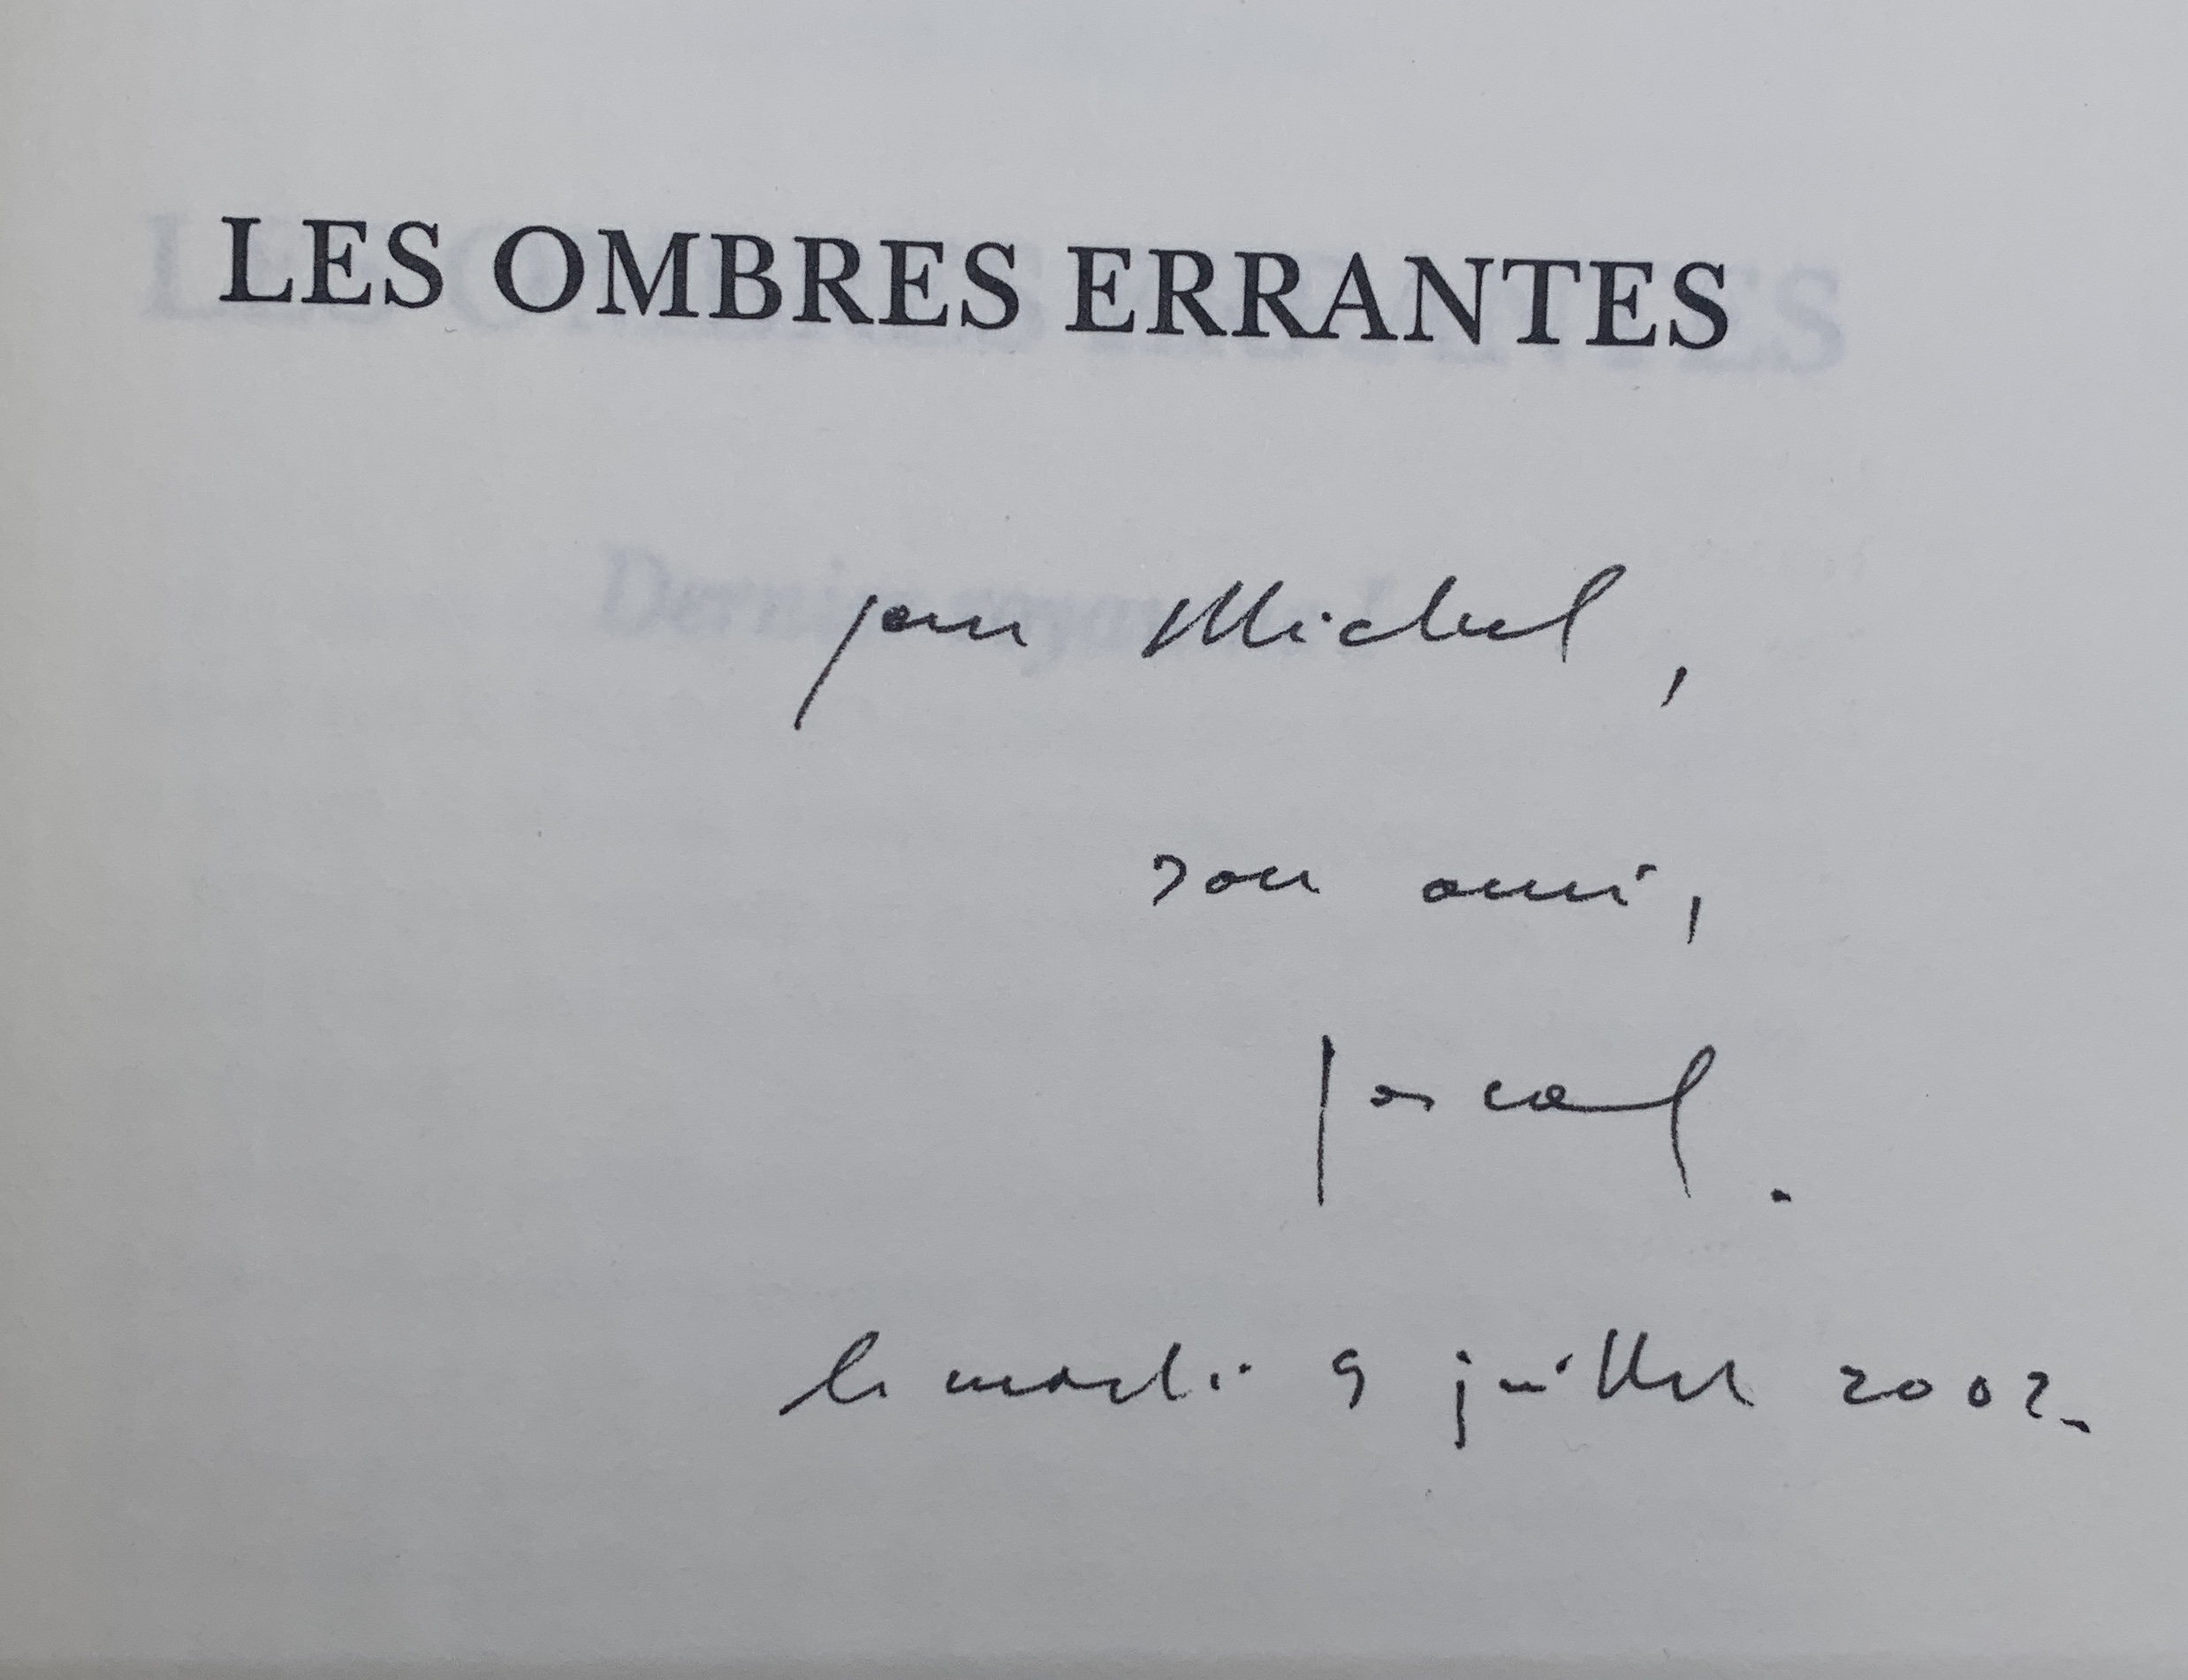 LES OMBRES ERRANTES
pour Michel,
son ami,
Pascal.
le mardi 9 juillet 2002.